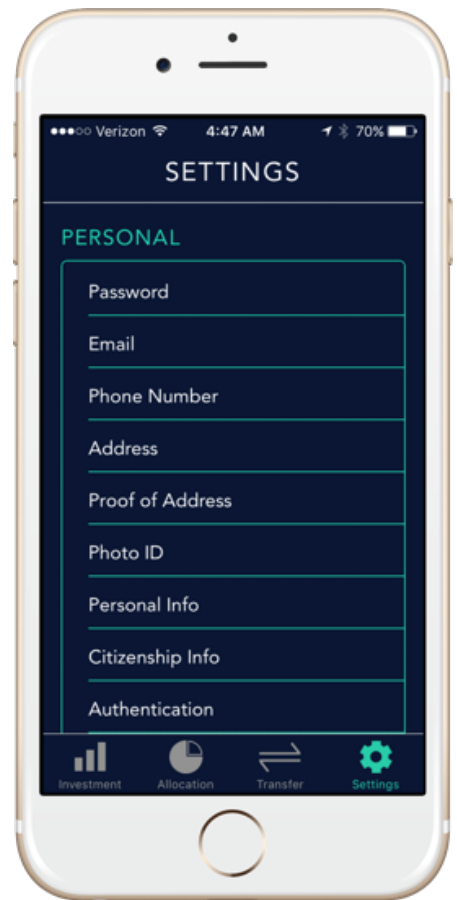 Verizon 4:47 AM 70%
SETTINGS
PERSONAL
Password
Email
Phone Number
Address
Proof of Address
Photo ID
Personal Info
Citizenship Info
Authentication
Investment Allocation Transfer Settings